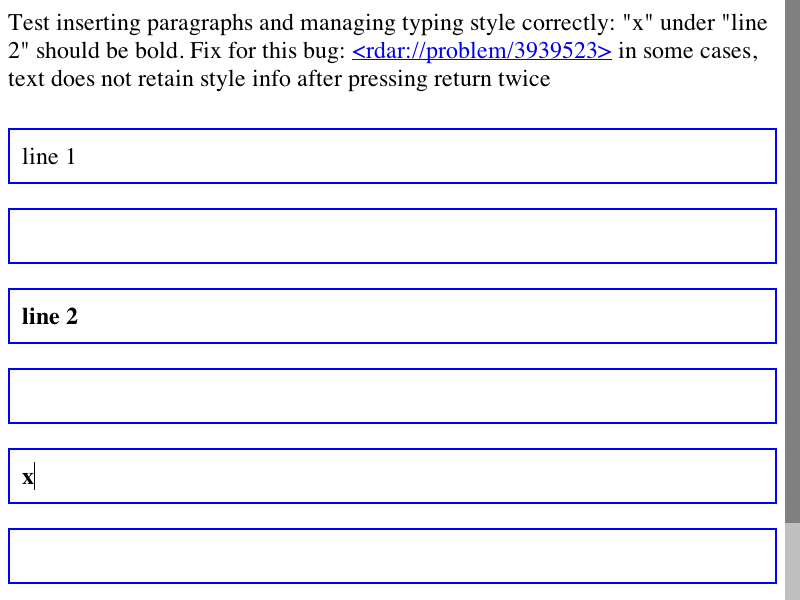 Test inserting paragraphs and managing typing style correctly: "x" under "line
2" should be bold. Fix for this bug: <rdar://problem/3939523> in some cases,
text does not retain style info after pressing return twice
line 1
line 2
x